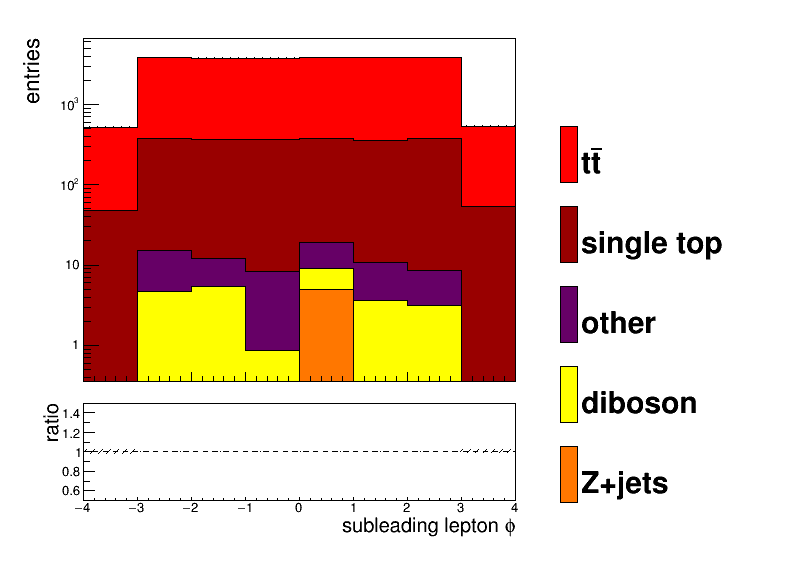 entries
10³
10²
10
1
tt̄
single top
other
diboson
Z+jets
ratio
1.4
1.2
1
0.8
0.6
−4 −3 −2 −1 0 1 2 3 4
subleading lepton ϕ